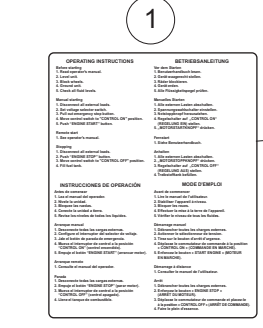 1
OPERATING INSTRUCTIONS
Before starting
1. Read operator's manual.
2. Level unit.
3. Block wheels.
4. Ground unit.
5. Check all fluid levels.
Manual starting
1. Disconnect all external loads.
2. Set voltage selector switch.
3. Pull out emergency stop button.
4. Move control switch to "CONTROL ON" position.
5. Push "ENGINE START" button.
Remote start
1. See operator's manual.
Stopping
1. Disconnect all external loads.
2. Push "ENGINE STOP" button
3. Move control switch to "CONTROL OFF" position.
4. Fill fuel tank.
BETRIEBSANLEITUNG
Vor dem Starten
1. Benutzerhandbuch lesen.
2. Gerät waagerecht stellen.
3. Räder blockieren.
4. Gerät erden.
5. Alle Flüssigkeitspegel prüfen.
Manuelles Starten
1. Alle externen Lasten abschalten.
2. Spannungswahlschalter einstellen.
3. Notstoppknopf herausziehen.
4. Regelschalter auf „CONTROL ON"
(REGELUNG EIN) stellen.
5. „MOTORSTARTKNOPF" drücken.
Fernstart
1. Siehe Benutzerhandbuch.
Anhalten
1. Alle externen Lasten abschalten.
2. „MOTORSTOPPKNOPF" drücken.
3. Regelschalter auf „CONTROL OFF"
(REGELUNG AUS) stellen
4. Treibstofftank befüllen.
INSTRUCCIONES DE OPERACIÓN
Antes de comenzar
1. Lea el manual del operador.
2. Nivele la unidad.
3. Bloquee las ruedas.
4. Conecte la unidad a tierra.
5. Revise los niveles de todos los líquidos.
Arranque manual
1. Desconecte todas las cargas externas.
2. Configure el interruptor del selector de voltaje.
3. Jale el botón de parada de emergencia.
4. Mueva el interruptor de control a la posición
"CONTROL ON" (control encendido).
5. Empuje el botón "ENGINE START" (arrancar motor).
Arranque remoto
1. Consulte el manual del operador.
Parada
1. Desconecte todas las cargas externas.
2. Empuje el botón "ENGINE STOP" (parar motor).
3. Mueva el interruptor de control a la posición
"CONTROL OFF" (control apagado).
4. Llene el tanque de combustible.
MODE D'EMPLOI
Avant de commencer
1. Lire le manuel de l'utilisateur.
2. Stabiliser l'appareil à niveau.
3. Bloquer les roues.
4. Effectuer la mise à la terre de l'appareil.
5. Vérifier le niveau de tous les fluides.
Démarrage manuel
1. Débrancher toutes les charges externes.
2. Actionner le sélectionneur de tension.
3. Tirez sur le bouton d'arrêt d'urgence.
4. Déplacer le commutateur de commande à la position
« CONTROL ON » (COMMANDE EN MARCHE).
5. Enfoncer le bouton « START ENGINE » (MOTEUR
EN MARCHE).
Démarrage à distance
1. Consulter le manuel de l'utilisateur.
Arrêt
1. Débrancher toutes les charges externes.
2. Enfoncer le bouton « ENGINE STOP »
(ARRÊT DU MOTEUR).
3. Déplacer le commutateur de commande et placez-le
à la position « CONTROL OFF » (ARRÊT DE COMMANDE).
4. Faire le plein d'essence.